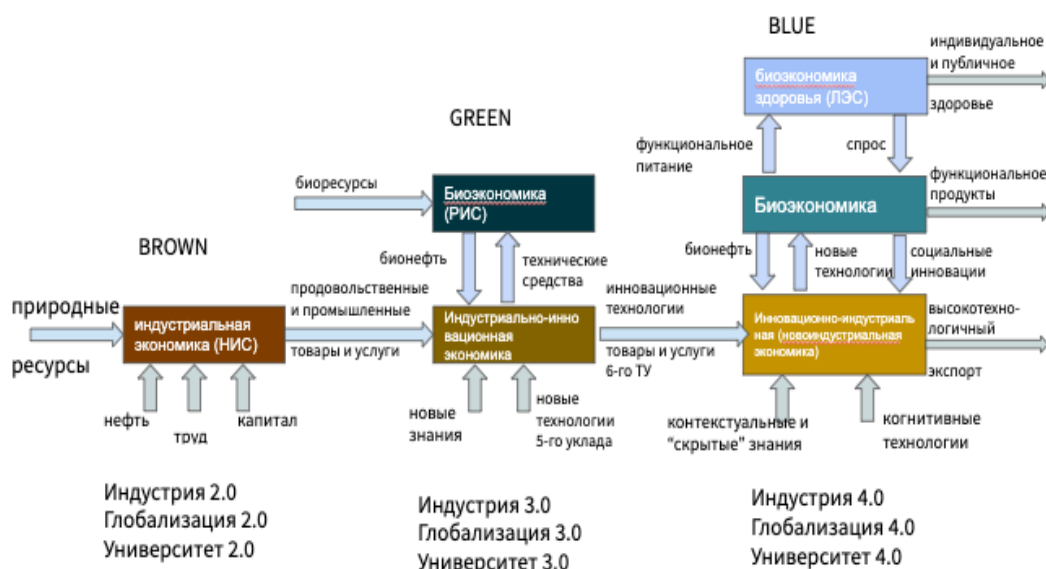 BLUE
индивидуальное
и публичное
здоровье
биоэкономика
здоровья (ЛЭС)
GREEN
функциональное
питание
спрос
биоресурсы
Биоэкономика
(РИС)
Биоэкономика
функциональное
продукты
BROWN
бионефть
технические
средства
бионефть
новые
технологии
социальные
инновации
природные
ресурсы
индустриальная
экономика (НИС)
продовольственные
и промышленные
товары и услуги
Индустриально-инно
вационная
экономика
инновационные
технологии
товары и услуги
6-го ТУ
Инновационно-индустриаль
ная (новоиндустриальная
экономика)
высокотехно-
логичный
экспорт
нефть
труд
капитал
новые
знания
новые
технологии
5-го уклада
контекстуальные и
“скрытые” знания
когнитивные
технологии
Индустрия 2.0
Глобализация 2.0
Университет 2.0
Индустрия 3.0
Глобализация 3.0
Университет 3.0
Индустрия 4.0
Глобализация 4.0
Университет 4.0